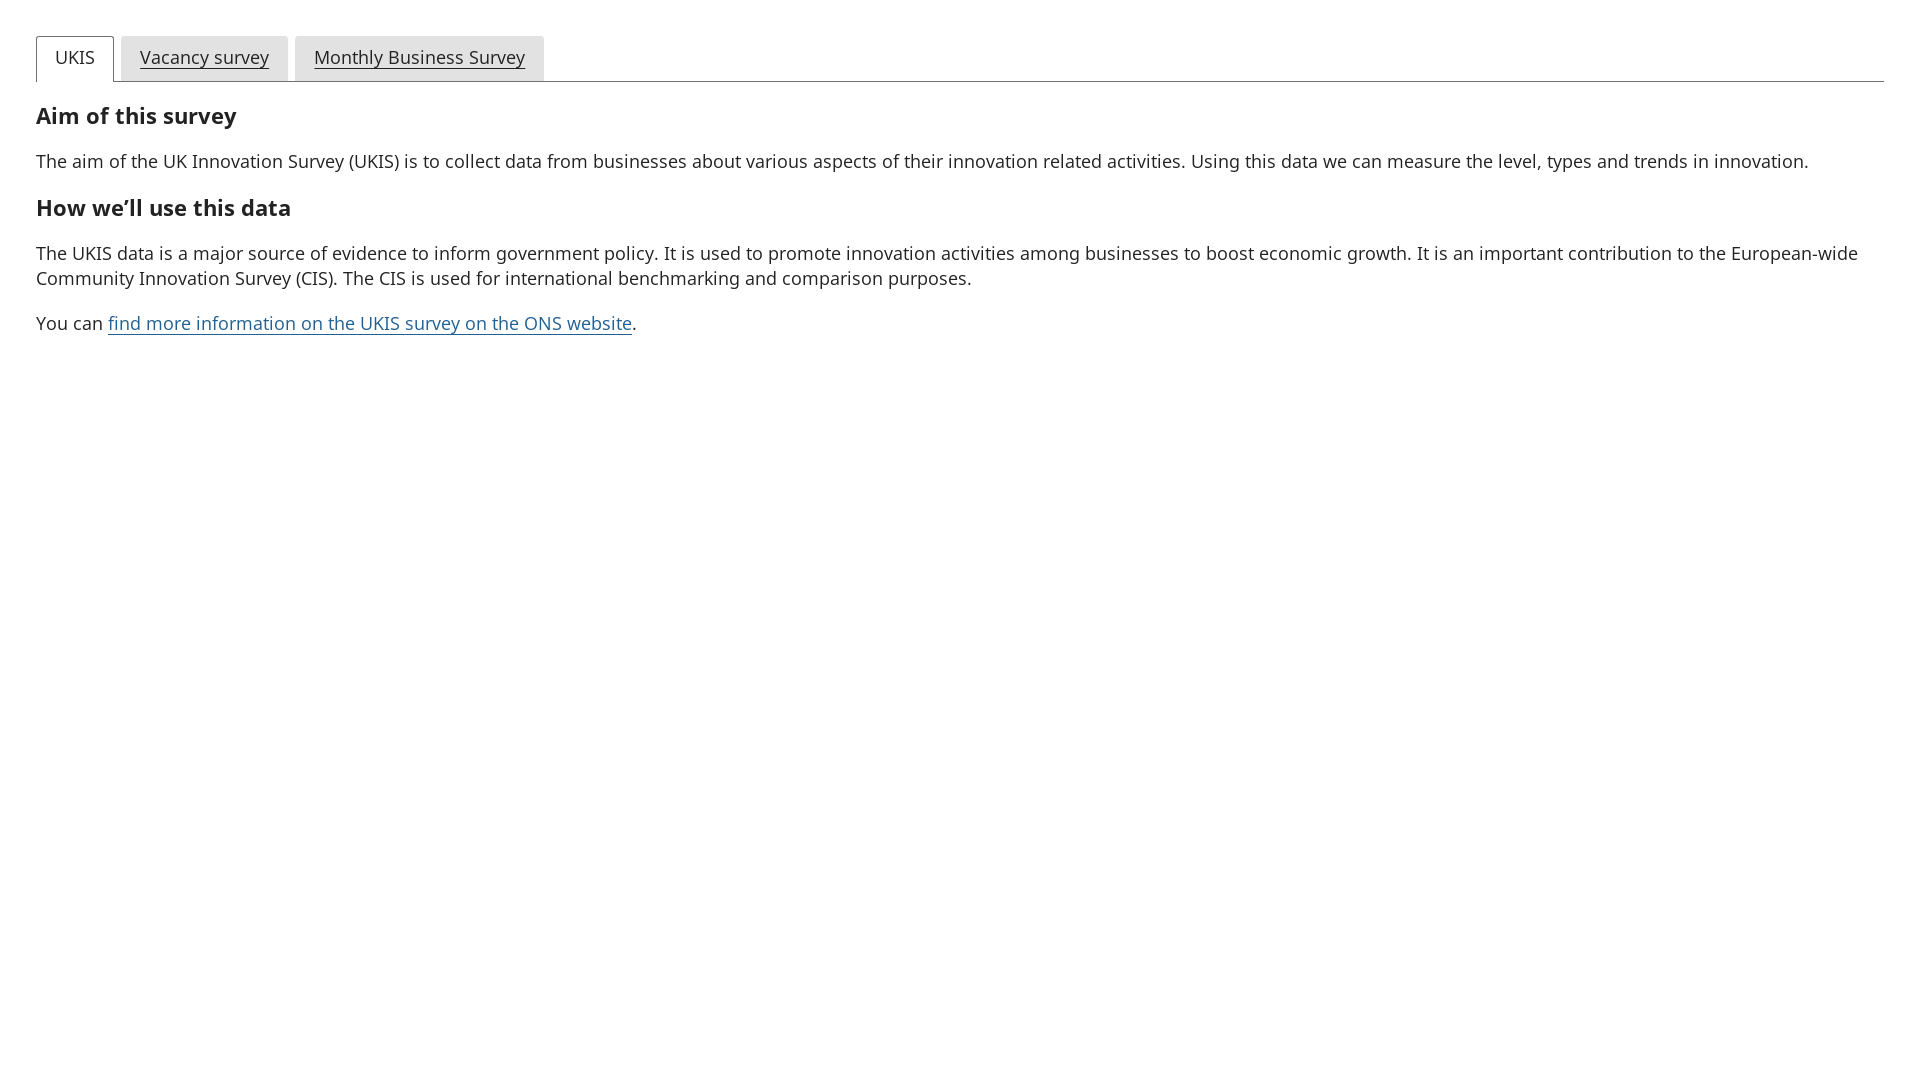 UKIS
Vacancy survey
Monthly Business Survey
Aim of this survey
The aim of the UK Innovation Survey (UKIS) is to collect data from businesses about various aspects of their innovation related activities. Using this data we can measure the level, types and trends in innovation.
How we’ll use this data
The UKIS data is a major source of evidence to inform government policy. It is used to promote innovation activities among businesses to boost economic growth. It is an important contribution to the European-wide
Community Innovation Survey (CIS). The CIS is used for international benchmarking and comparison purposes.
You can find more information on the UKIS survey on the ONS website.